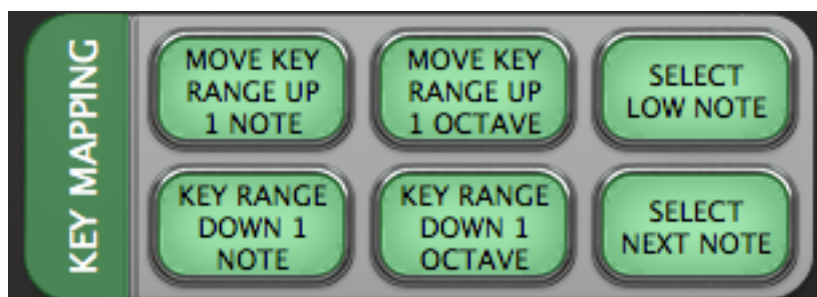 KEY MAPPING
MOVE KEY
RANGE UP
1 NOTE
MOVE KEY
RANGE UP
1 OCTAVE
SELECT
LOW NOTE
KEY RANGE
DOWN 1
NOTE
KEY RANGE
DOWN 1
OCTAVE
SELECT
NEXT NOTE